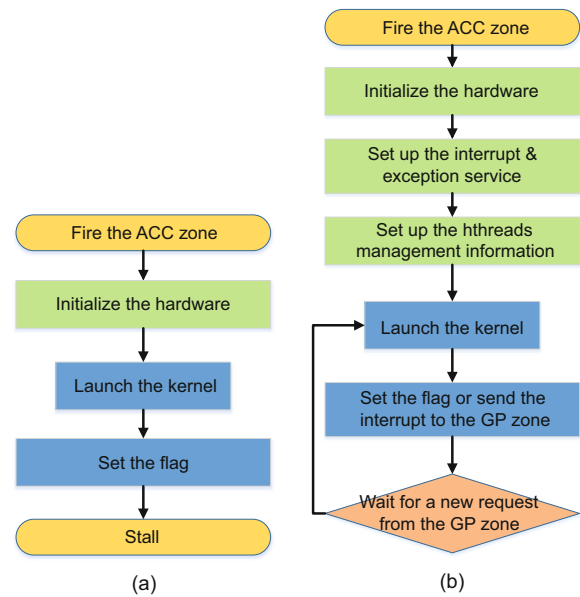 Fire the ACC zone
Initialize the hardware
Launch the kernel
Set the flag
Stall
(a)
Fire the ACC zone
Initialize the hardware
Set up the interrupt &
exception service
Set up the hthreads
management information
Launch the kernel
Set the flag or send the
interrupt to the GP zone
Wait for a new request
from the GP zone
(b)